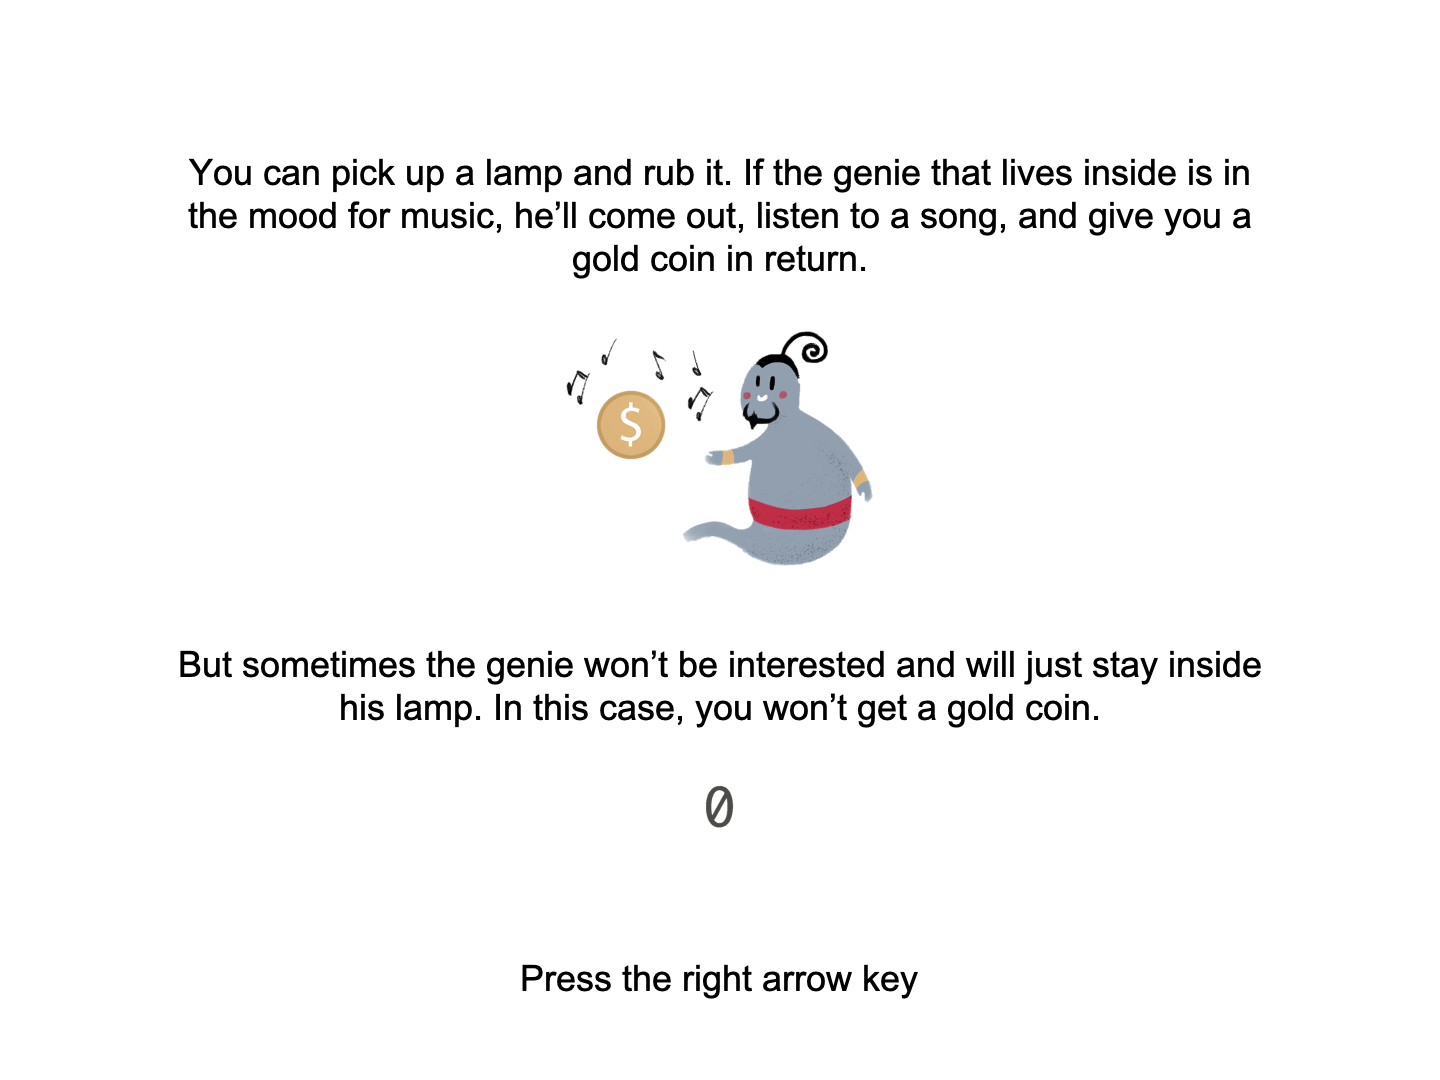 You can pick up a lamp and rub it. If the genie that lives inside is in
the mood for music, he’ll come out, listen to a song, and give you a
gold coin in return.
$
But sometimes the genie won’t be interested and will just stay inside
his lamp. In this case, you won’t get a gold coin.
0
Press the right arrow key